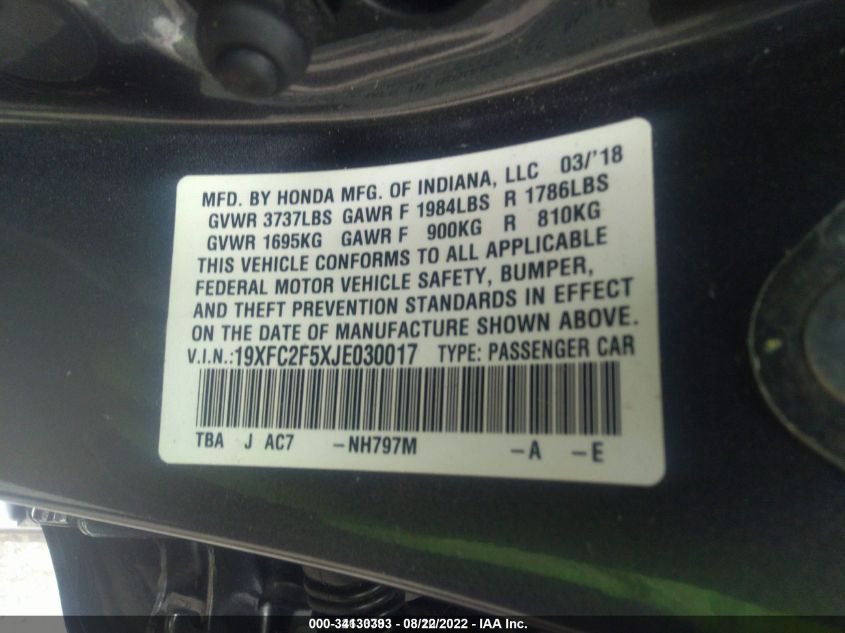 MFD. BY HONDA MFG. OF INDIANA, LLC 03/'18
GVWR 3737LBS GAWR F 1984LBS R 1786LBS
GVWR 1695KG GAWR F 900KG R 810KG
THIS VEHICLE CONFORMS TO ALL APPLICABLE
FEDERAL MOTOR VEHICLE SAFETY, BUMPER,
AND THEFT PREVENTION STANDARDS IN EFFECT
ON THE DATE OF MANUFACTURE SHOWN ABOVE.
V.I.N.:19XFC2F5XJE030017 TYPE: PASSENGER CAR
TBA J AC7 -NH797M -A -E
000-34130393 - 08/22/2022 - IAA Inc.